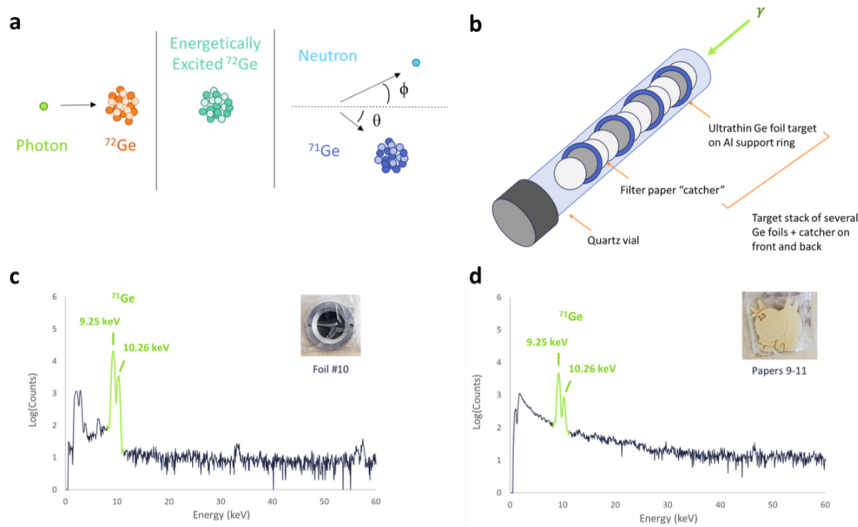 a
Photon
72Ge
Energetically
Excited 72Ge
Neutron
ϕ
θ
71Ge
b
γ
Ultrathin Ge foil target
on Al support ring
Filter paper “catcher”
Target stack of several
Ge foils + catcher on
front and back
Quartz vial
c
71Ge
9.25 keV
10.26 keV
Foil #10
Log(Counts)
6
5
4
3
2
1
0
0 10 20 30 40 50 60
Energy (keV)
d
71Ge
9.25 keV
10.26 keV
Papers 9-11
Log(Counts)
6
5
4
3
2
1
0
0 10 20 30 40 50 60
Energy (keV)